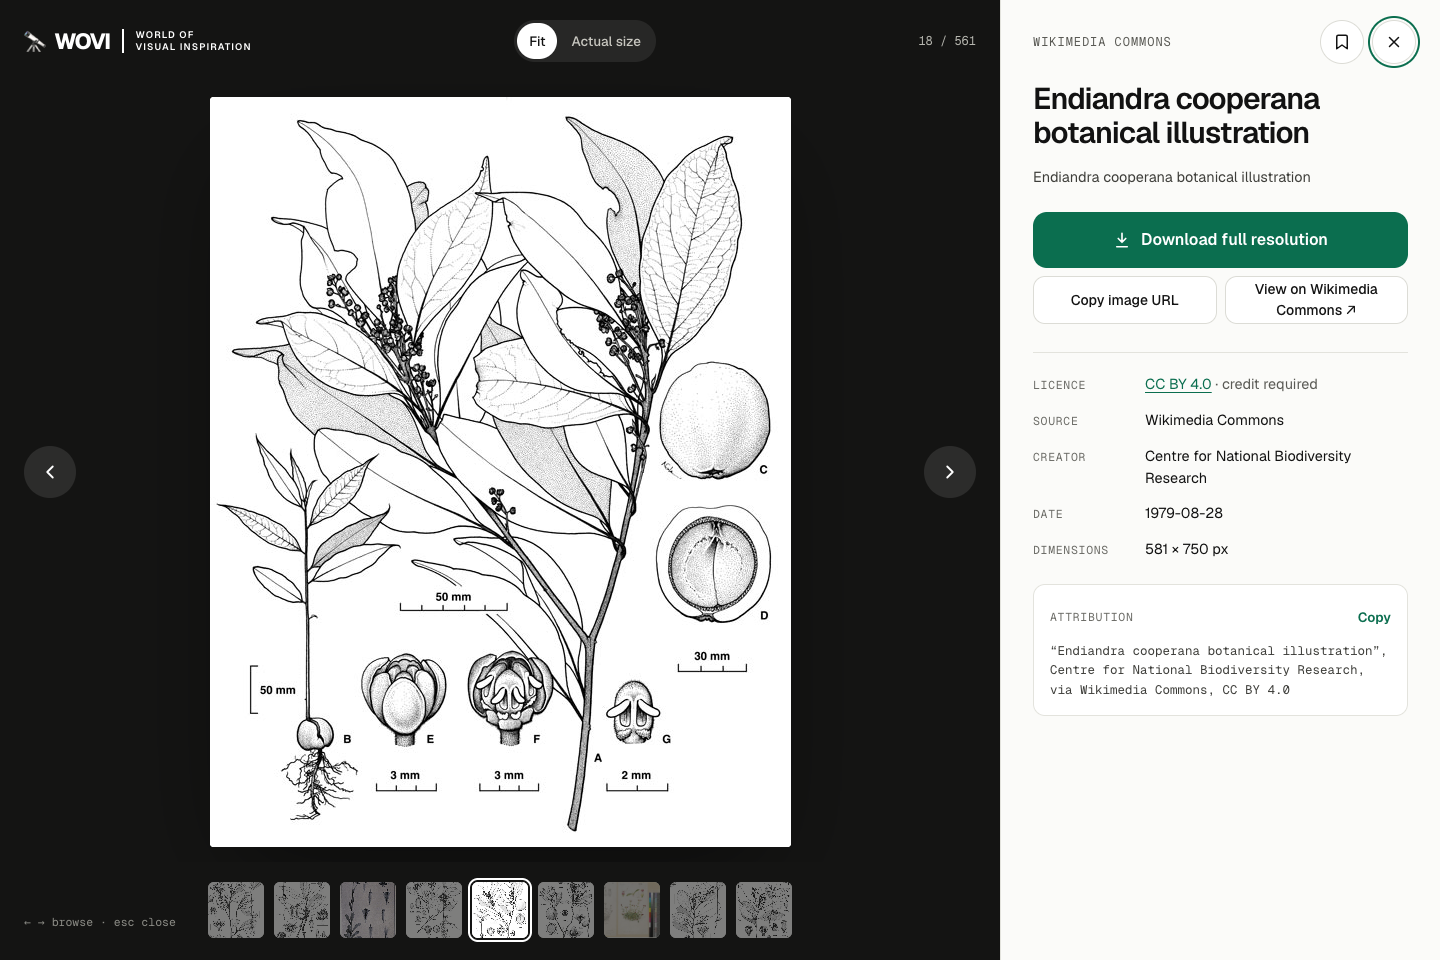 WOVI
WORLD OF
VISUAL INSPIRATION
Fit
Actual size
18 / 561
50 mm
50 mm
30 mm
3 mm
3 mm
2 mm
A
B
C
D
E
F
G
← → browse · esc close
WIKIMEDIA COMMONS
Endiandra cooperana
botanical illustration
Endiandra cooperana botanical illustration
Download full resolution
Copy image URL
View on Wikimedia
Commons ↗
LICENCE
CC BY 4.0 · credit required
SOURCE
Wikimedia Commons
CREATOR
Centre for National Biodiversity
Research
DATE
1979-08-28
DIMENSIONS
581 × 750 px
ATTRIBUTION
Copy
“Endiandra cooperana botanical illustration”,
Centre for National Biodiversity Research,
via Wikimedia Commons, CC BY 4.0